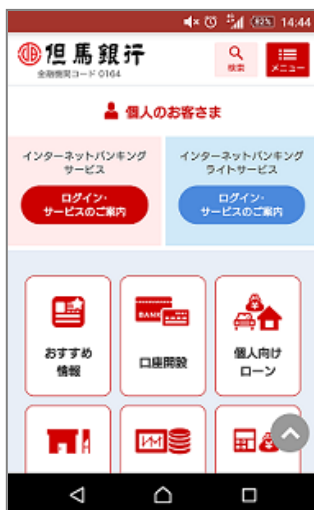 82% 14:44
但馬銀行
金融機関コード 0164
検索
メニュー
個人のお客さま
インターネットバンキング
サービス
ログイン・
サービスのご案内
インターネットバンキング
ライトサービス
ログイン・
サービスのご案内
おすすめ
情報
BANK
口座開設
個人向け
ローン